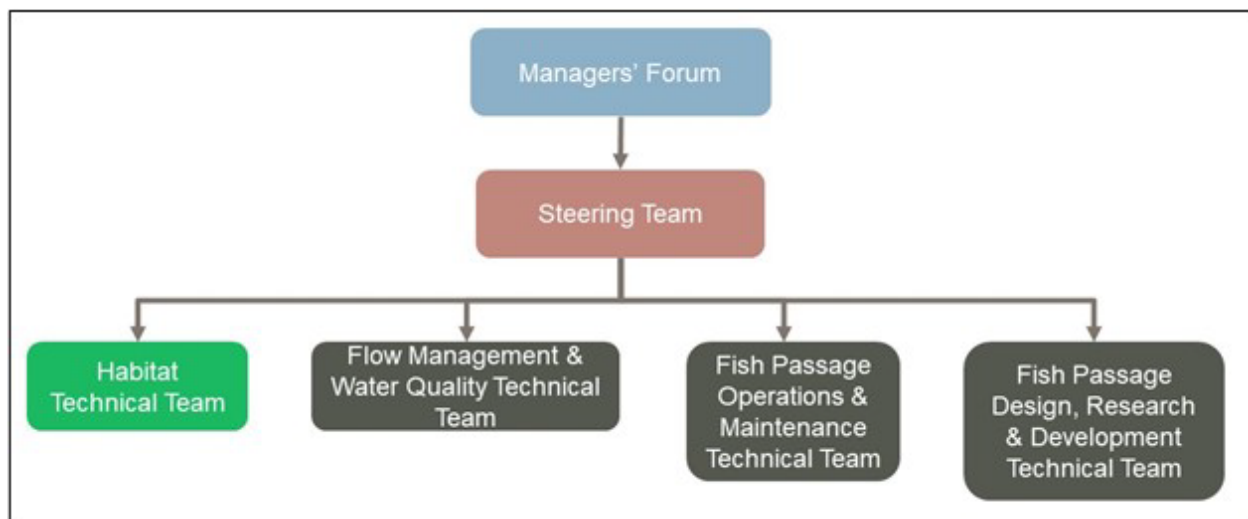 Managers’ Forum
Steering Team
Habitat
Technical Team
Flow Management &
Water Quality Technical
Team
Fish Passage
Operations &
Maintenance
Technical Team
Fish Passage
Design, Research
& Development
Technical Team